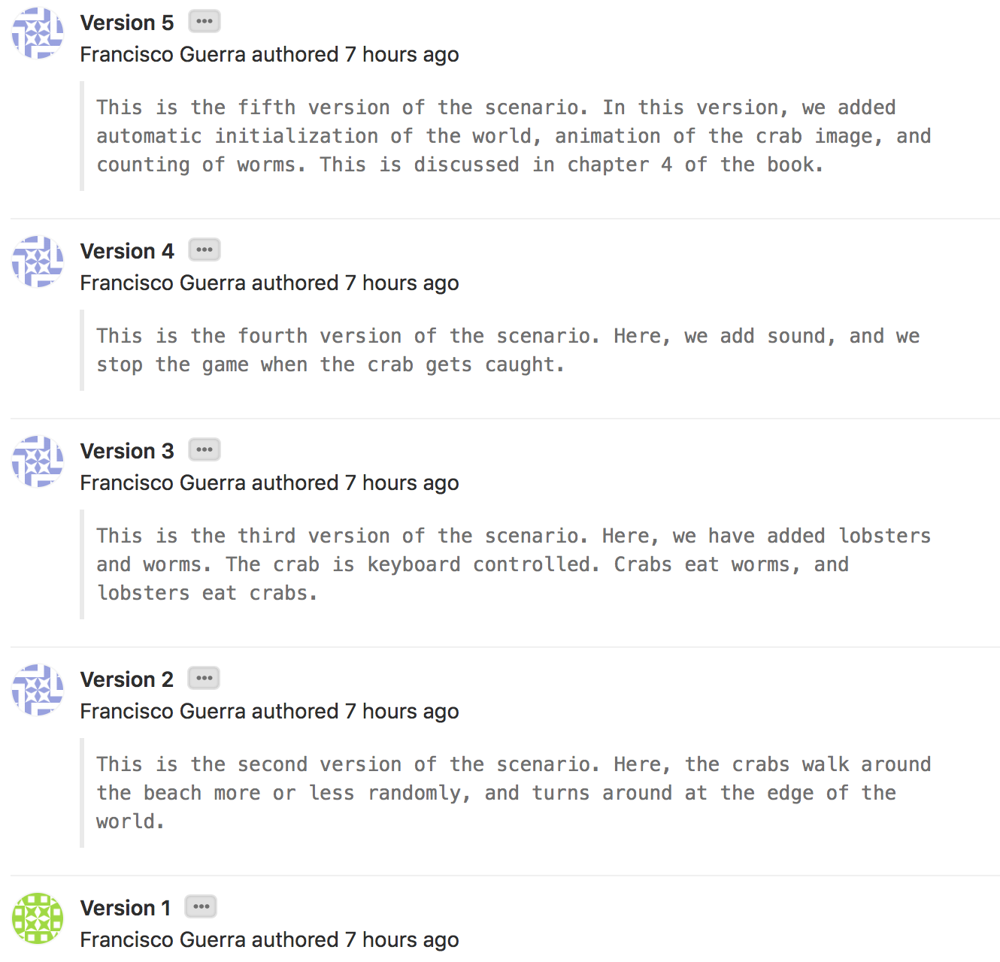 Version 5
Francisco Guerra authored 7 hours ago
This is the fifth version of the scenario. In this version, we added
automatic initialization of the world, animation of the crab image, and
counting of worms. This is discussed in chapter 4 of the book.
Version 4
Francisco Guerra authored 7 hours ago
This is the fourth version of the scenario. Here, we add sound, and we
stop the game when the crab gets caught.
Version 3
Francisco Guerra authored 7 hours ago
This is the third version of the scenario. Here, we have added lobsters
and worms. The crab is keyboard controlled. Crabs eat worms, and
lobsters eat crabs.
Version 2
Francisco Guerra authored 7 hours ago
This is the second version of the scenario. Here, the crabs walk around
the beach more or less randomly, and turns around at the edge of the
world.
Version 1
Francisco Guerra authored 7 hours ago